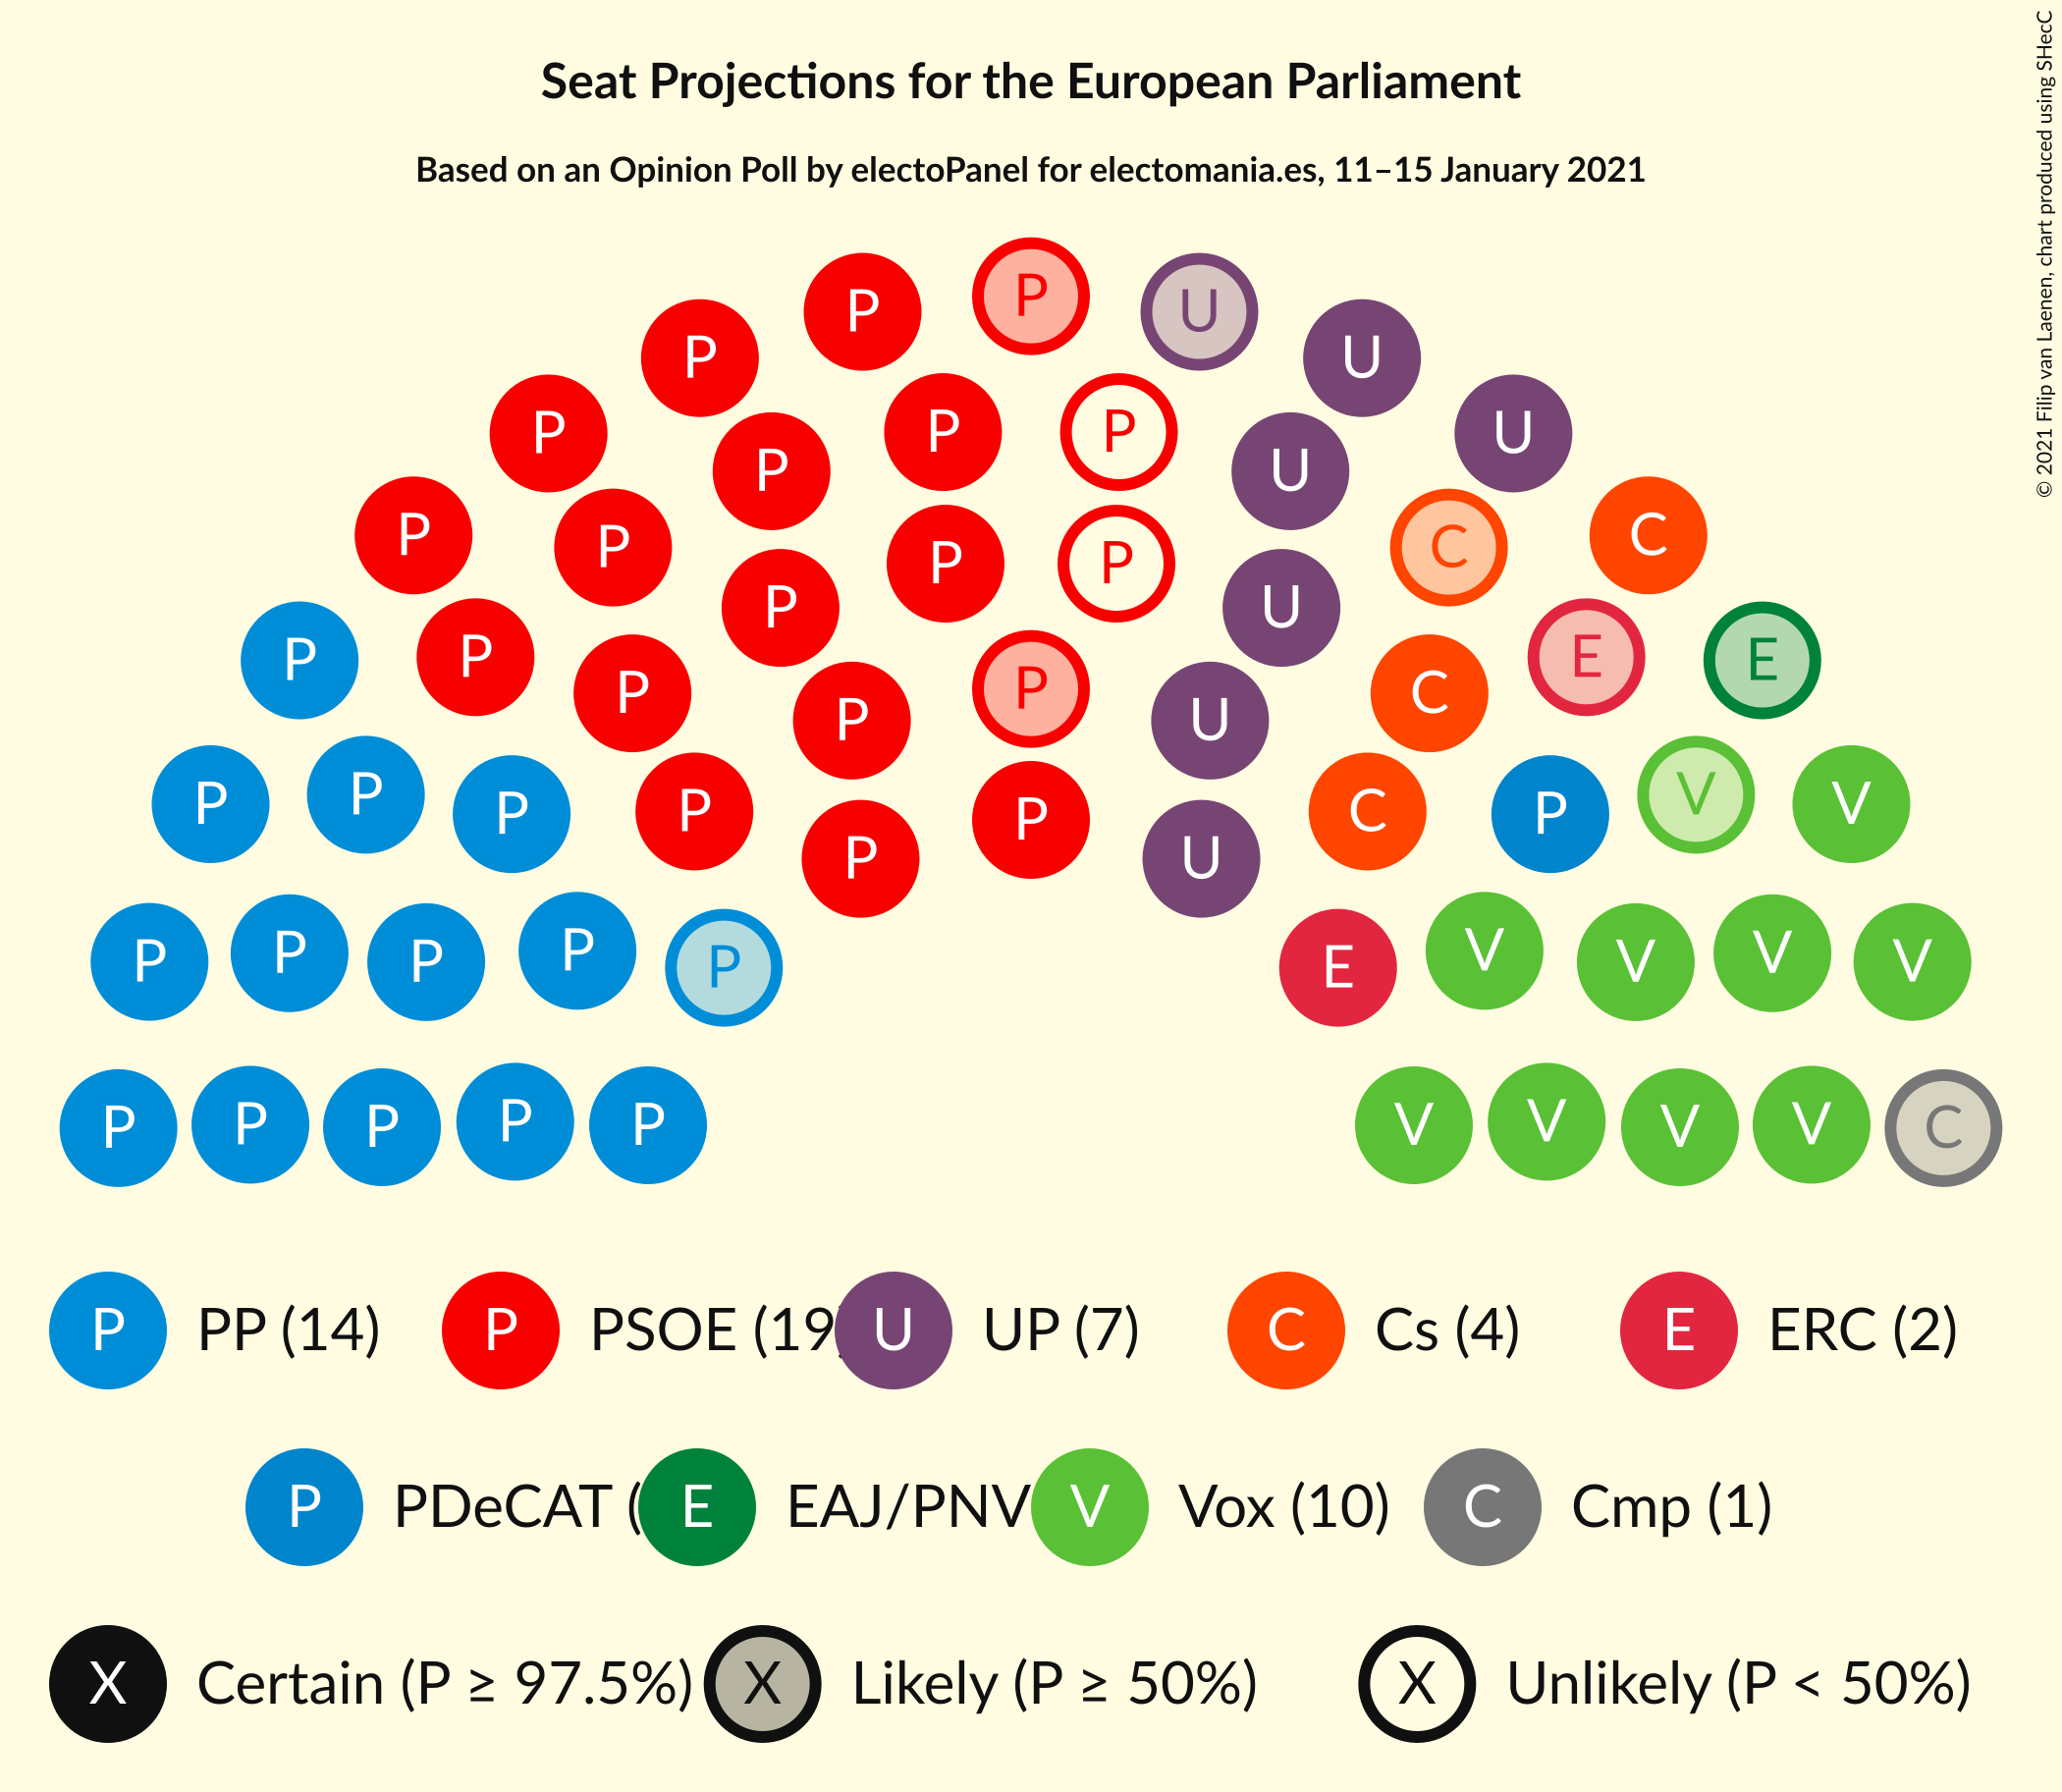 Seat Projections for the European Parliament
Based on an Opinion Poll by electoPanel for electomania.es, 11–15 January 2021
© 2021 Filip van Laenen, chart produced using SHecC
P
P U
P U
P P P U
P U
P P P P C C
P U
P P P P C E E
P U
P P P P P C P V V
P U
P P P P P E V V V V
P P P P P V V V V C
P PP (14) P PSOE (19 U UP (7) C Cs (4) E ERC (2)
P PDeCAT ( E EAJ/PNV V Vox (10) C Cmp (1)
X Certain (P ≥ 97.5%) X Likely (P ≥ 50%) X Unlikely (P < 50%)